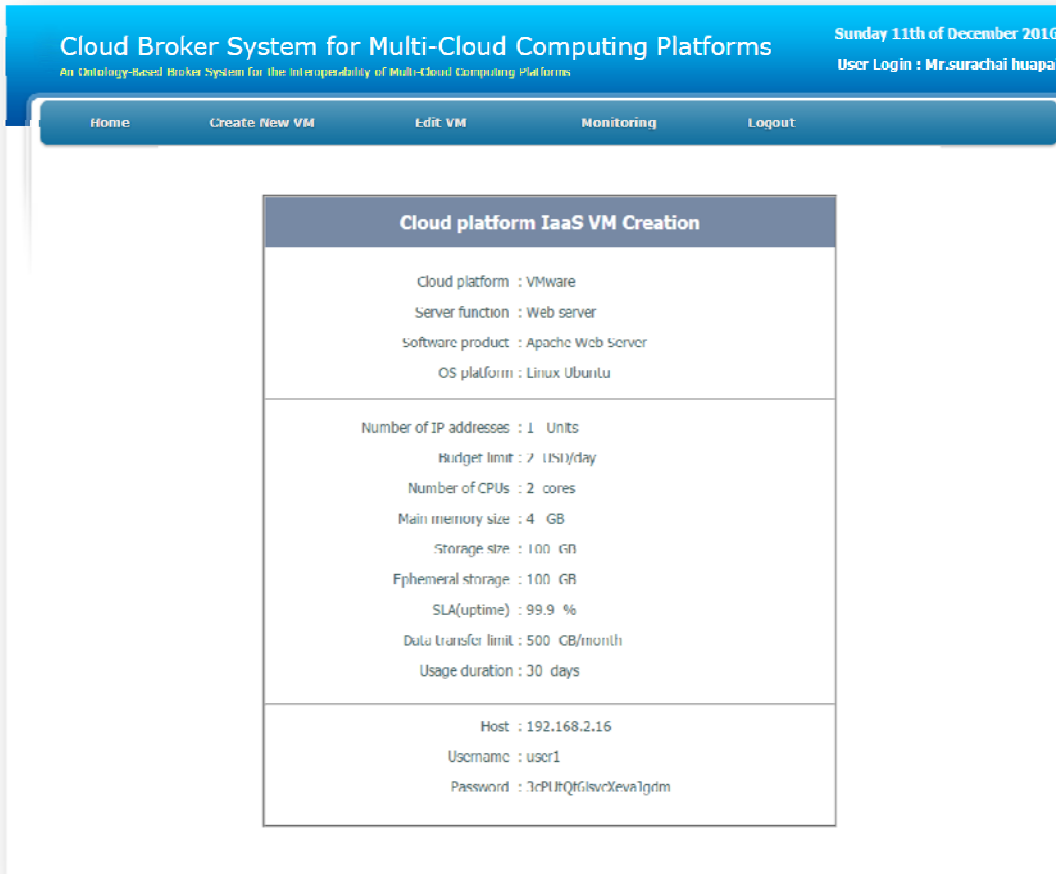 Cloud Broker System for Multi-Cloud Computing Platforms
An Ontology-Based Broker System for the Interoperability of Multi-Cloud Computing Platforms
Sunday 11th of December 2016
User Login : Mr.surachai huapai
Home Create New VM Edit VM Monitoring Logout
Cloud platform IaaS VM Creation
Cloud platform : VMware
Server function : Web server
Software product : Apache Web Server
OS platform : Linux Ubuntu
Number of IP addresses : 1 Units
Budget limit : 2 USD/day
Number of CPUs : 2 cores
Main memory size : 4 GB
Storage size : 100 GB
Ephemeral storage : 100 GB
SLA(uptime) : 99.9 %
Data transfer limit : 500 GB/month
Usage duration : 30 days
Host : 192.168.2.16
Username : user1
Password :